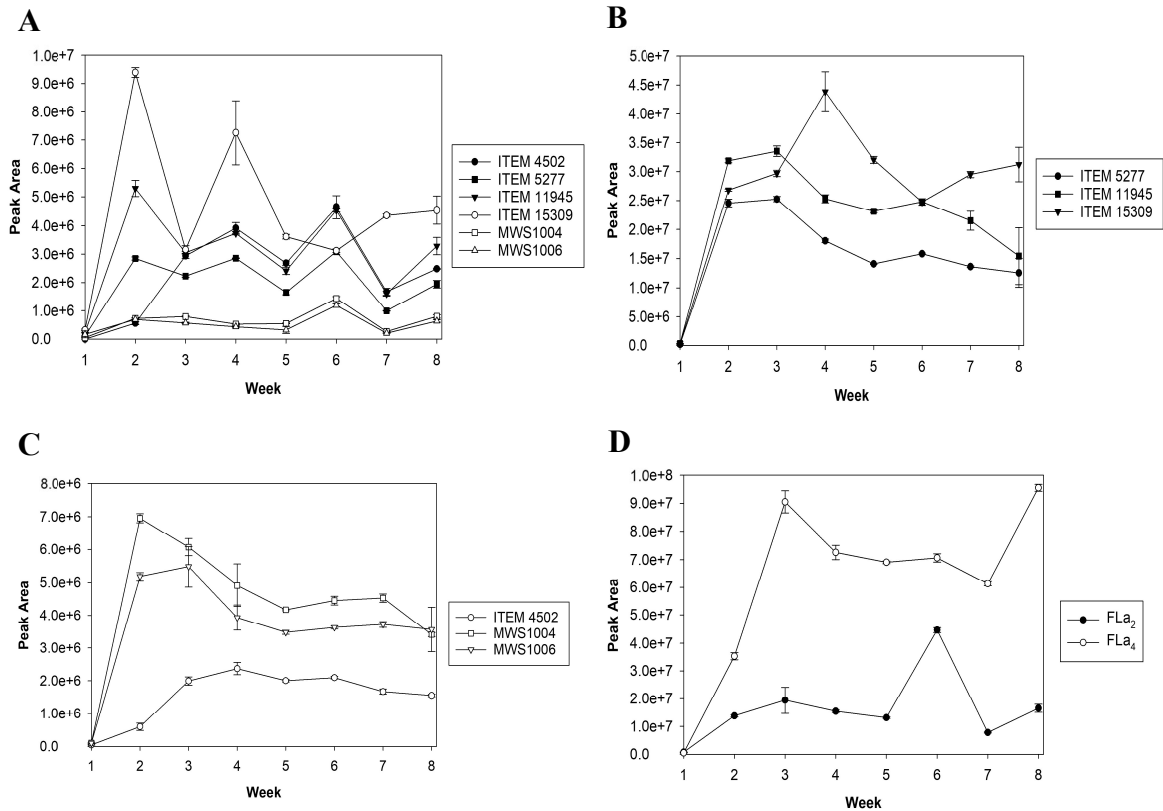 A
1.0e+7
9.0e+6
8.0e+6
7.0e+6
6.0e+6
5.0e+6
4.0e+6
3.0e+6
2.0e+6
1.0e+6
0.0
Peak Area
1 2 3 4 5 6 7 8
Week
ITEM 4502
ITEM 5277
ITEM 11945
ITEM 15309
MWS1004
MWS1006
B
5.0e+7
4.5e+7
4.0e+7
3.5e+7
3.0e+7
2.5e+7
2.0e+7
1.5e+7
1.0e+7
5.0e+6
0.0
Peak Area
1 2 3 4 5 6 7 8
Week
ITEM 5277
ITEM 11945
ITEM 15309
C
8.0e+6
7.0e+6
6.0e+6
5.0e+6
4.0e+6
3.0e+6
2.0e+6
1.0e+6
0.0
Peak Area
1 2 3 4 5 6 7 8
Week
ITEM 4502
MWS1004
MWS1006
D
1.0e+8
9.0e+7
8.0e+7
7.0e+7
6.0e+7
5.0e+7
4.0e+7
3.0e+7
2.0e+7
1.0e+7
0.0
Peak Area
1 2 3 4 5 6 7 8
Week
FLa₂
FLa₄